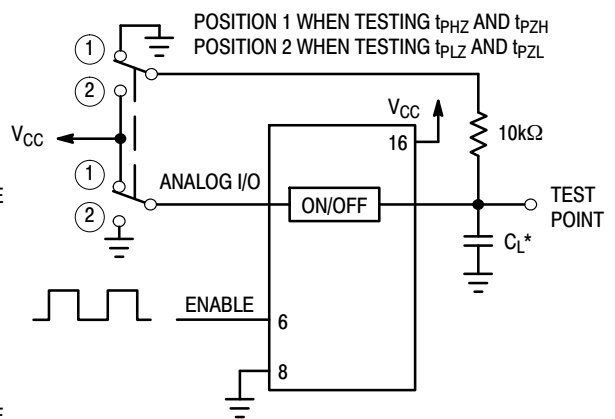 POSITION 1 WHEN TESTING tPHZ AND tPZH
POSITION 2 WHEN TESTING tPLZ AND tPZL
1
2
VCC
VCC
16
10kΩ
1
2
ANALOG I/O
ON/OFF
TEST
POINT
CL*
ENABLE
6
8
E
E